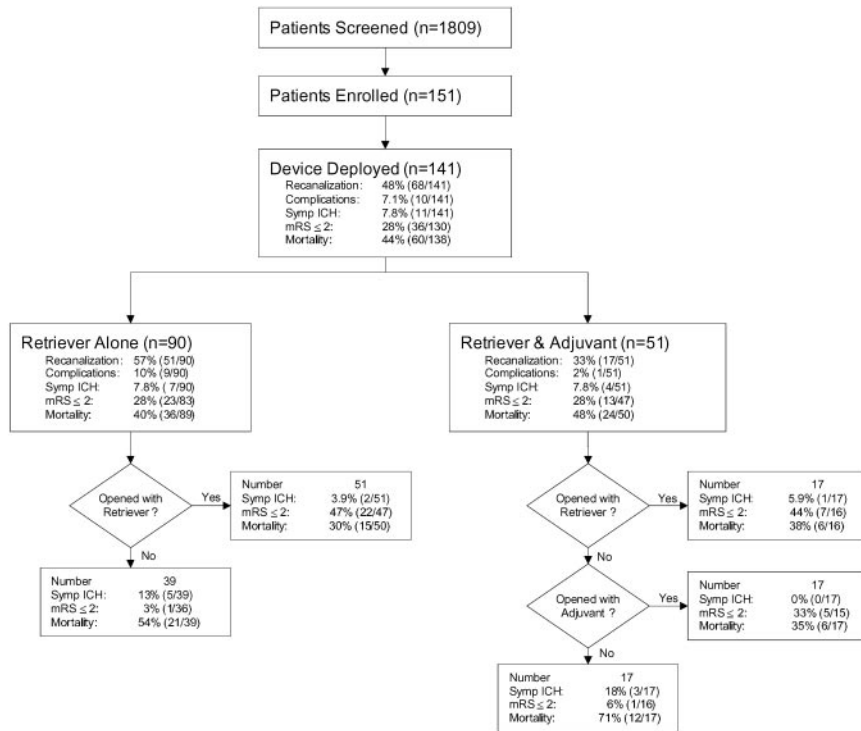 Patients Screened (n=1809)
Patients Enrolled (n=151)
Device Deployed (n=141)
Recanalization: 48% (68/141)
Complications: 7.1% (10/141)
Symp ICH: 7.8% (11/141)
mRS ≤ 2: 28% (36/130)
Mortality: 44% (60/138)
Retriever Alone (n=90)
Recanalization: 57% (51/90)
Complications: 10% (9/90)
Symp ICH: 7.8% ( 7/90)
mRS ≤ 2: 28% (23/83)
Mortality: 40% (36/89)
Retriever & Adjuvant (n=51)
Recanalization: 33% (17/51)
Complications: 2% (1/51)
Symp ICH: 7.8% (4/51)
mRS ≤ 2: 28% (13/47)
Mortality: 48% (24/50)
Opened with
Retriever ?
Yes
Number 51
Symp ICH: 3.9% (2/51)
mRS ≤ 2: 47% (22/47)
Mortality: 30% (15/50)
No
Number 39
Symp ICH: 13% (5/39)
mRS ≤ 2: 3% (1/36)
Mortality: 54% (21/39)
Opened with
Retriever ?
Yes
Number 17
Symp ICH: 5.9% (1/17)
mRS ≤ 2: 44% (7/16)
Mortality: 38% (6/16)
No
Opened with
Adjuvant ?
Yes
Number 17
Symp ICH: 0% (0/17)
mRS ≤ 2: 33% (5/15)
Mortality: 35% (6/17)
No
Number 17
Symp ICH: 18% (3/17)
mRS ≤ 2: 6% (1/16)
Mortality: 71% (12/17)